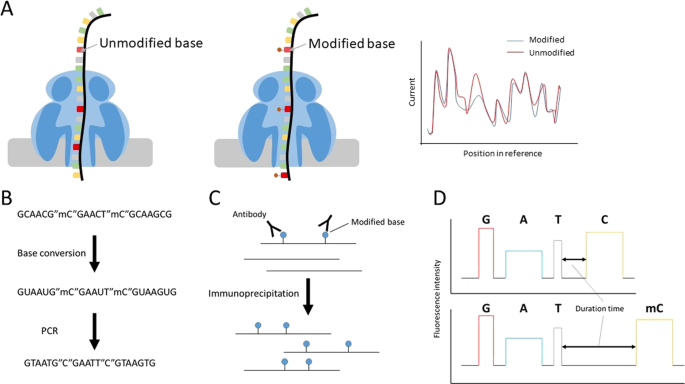 A
Unmodified base
Modified base
Modified
Unmodified
Current
Position in reference
B
GCAACG"mC"GAACT"mC"GCAAGCG
Base conversion
GUAAUG"mC"GAAUT"mC"GUAAGUG
PCR
GTAATG"C"GAATT"C"GTAAGTG
C
Antibody
Modified base
Immunoprecipitation
D
Fluorescence intensity
G A T C
Duration time
G A T mC